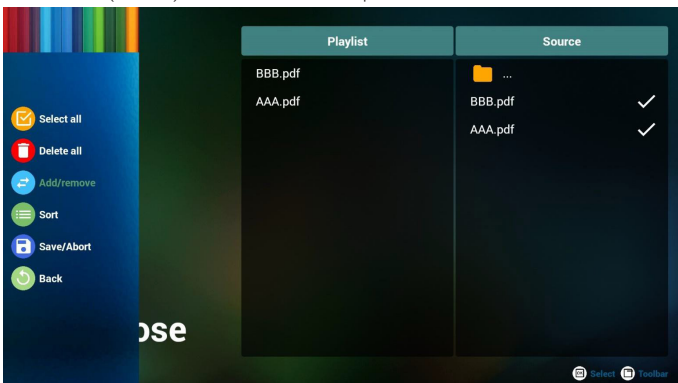 Playlist
Source
BBB.pdf
AAA.pdf
...
BBB.pdf
AAA.pdf
Select all
Delete all
Add/remove
Sort
Save/Abort
Back
ose
Select
Toolbar